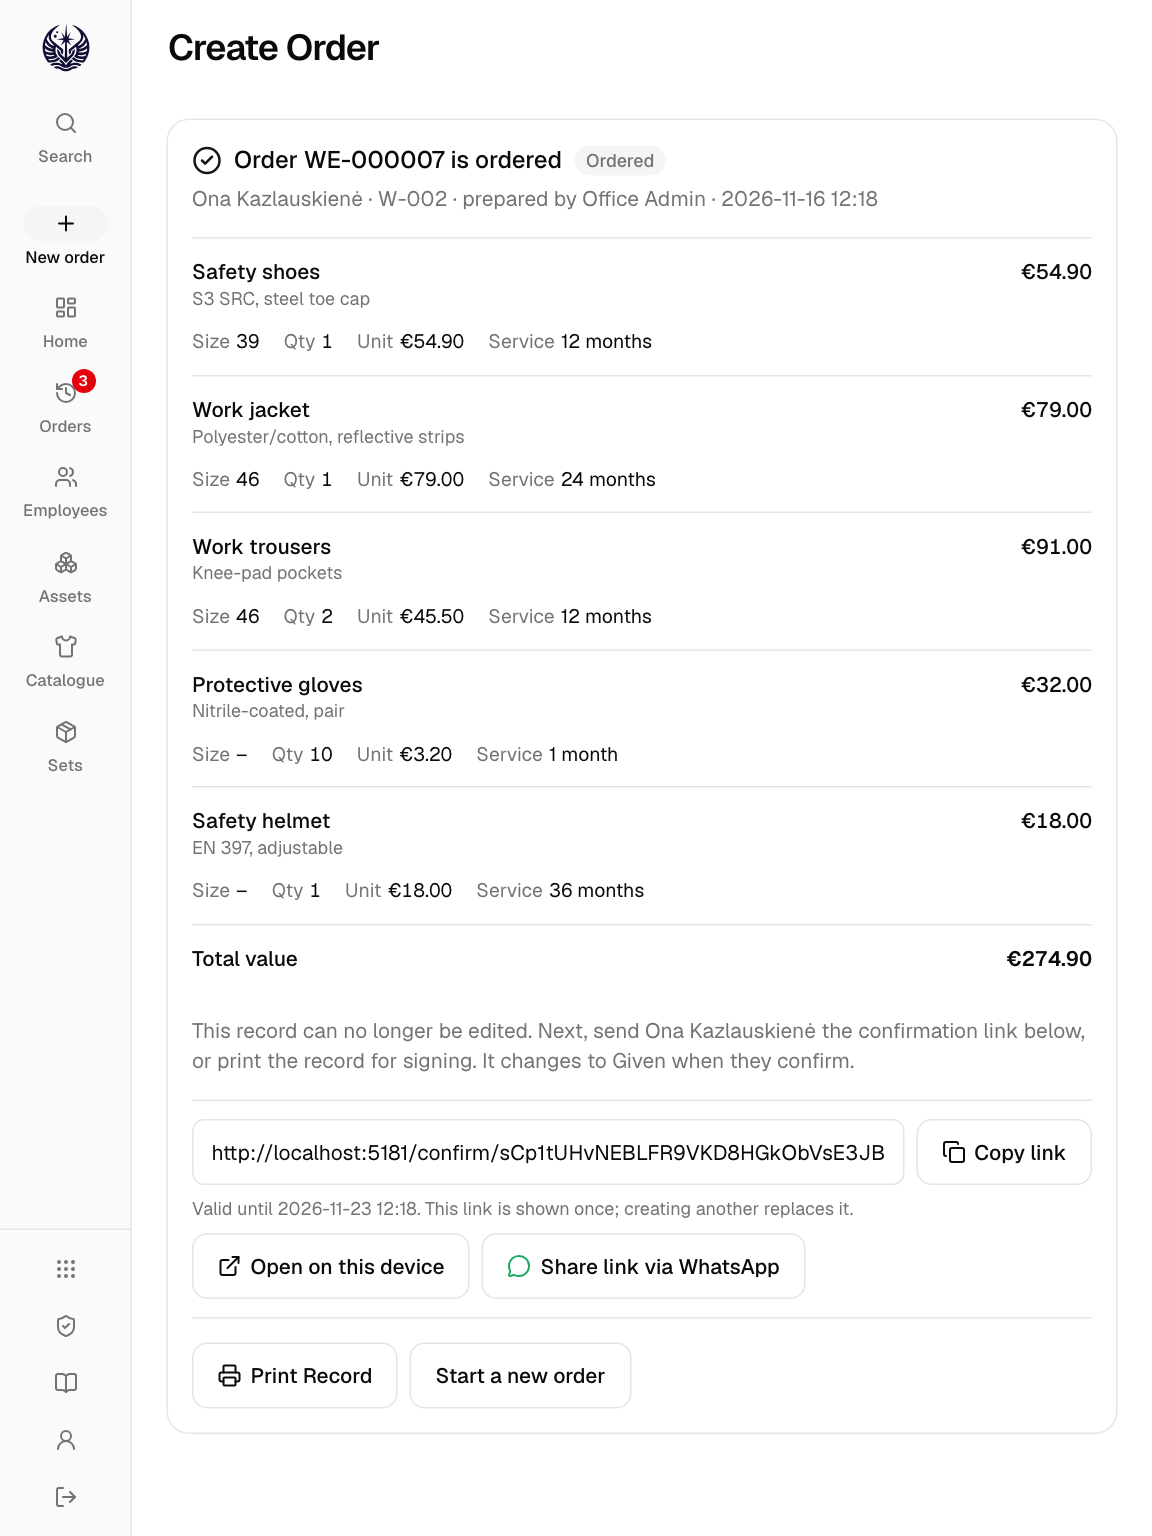 Create Order
Search
New order
Home
3
Orders
Employees
Assets
Catalogue
Sets
Order WE-000007 is ordered Ordered
Ona Kazlauskienė · W-002 · prepared by Office Admin · 2026-11-16 12:18
Safety shoes €54.90
S3 SRC, steel toe cap
Size 39 Qty 1 Unit €54.90 Service 12 months
Work jacket €79.00
Polyester/cotton, reflective strips
Size 46 Qty 1 Unit €79.00 Service 24 months
Work trousers €91.00
Knee-pad pockets
Size 46 Qty 2 Unit €45.50 Service 12 months
Protective gloves €32.00
Nitrile-coated, pair
Size – Qty 10 Unit €3.20 Service 1 month
Safety helmet €18.00
EN 397, adjustable
Size – Qty 1 Unit €18.00 Service 36 months
Total value €274.90
This record can no longer be edited. Next, send Ona Kazlauskienė the confirmation link below,
or print the record for signing. It changes to Given when they confirm.
http://localhost:5181/confirm/sCp1tUHvNEBLFR9VKD8HGkObVsE3JB Copy link
Valid until 2026-11-23 12:18. This link is shown once; creating another replaces it.
Open on this device Share link via WhatsApp
Print Record Start a new order